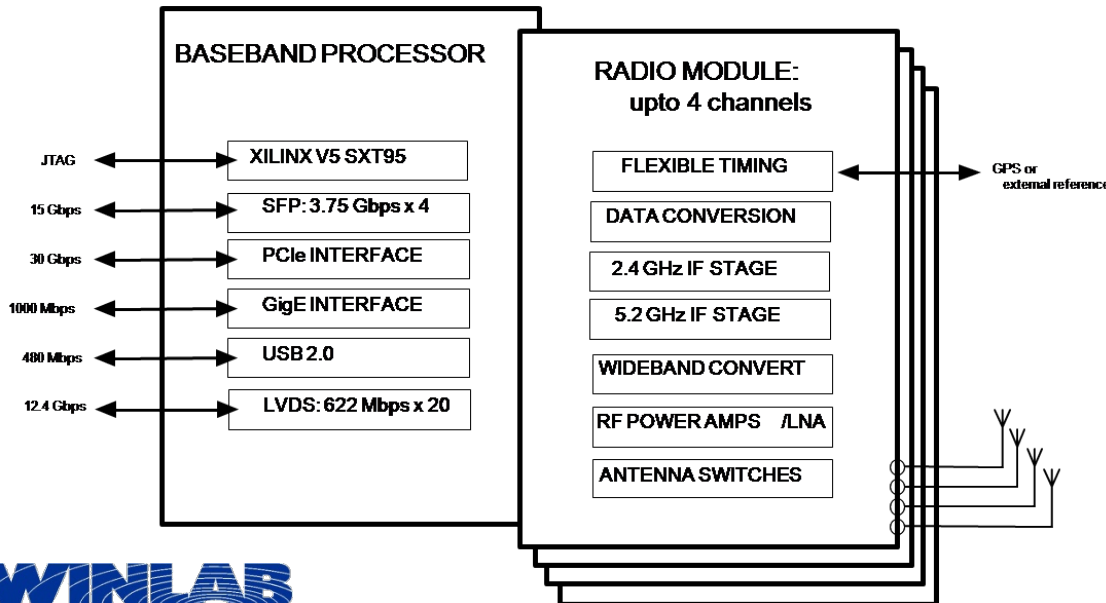 BASEBAND PROCESSOR
JTAG
XILINX V5 SXT95
15 Gbps
SFP: 3.75 Gbps x 4
30 Gbps
PCIe INTERFACE
1000 Mbps
GigE INTERFACE
480 Mbps
USB 2.0
12.4 Gbps
LVDS: 622 Mbps x 20
RADIO MODULE:
upto 4 channels
FLEXIBLE TIMING
GPS or
external reference
DATA CONVERSION
2.4 GHz IF STAGE
5.2 GHz IF STAGE
WIDEBAND CONVERT
RF POWER AMPS /LNA
ANTENNA SWITCHES
WINLAB